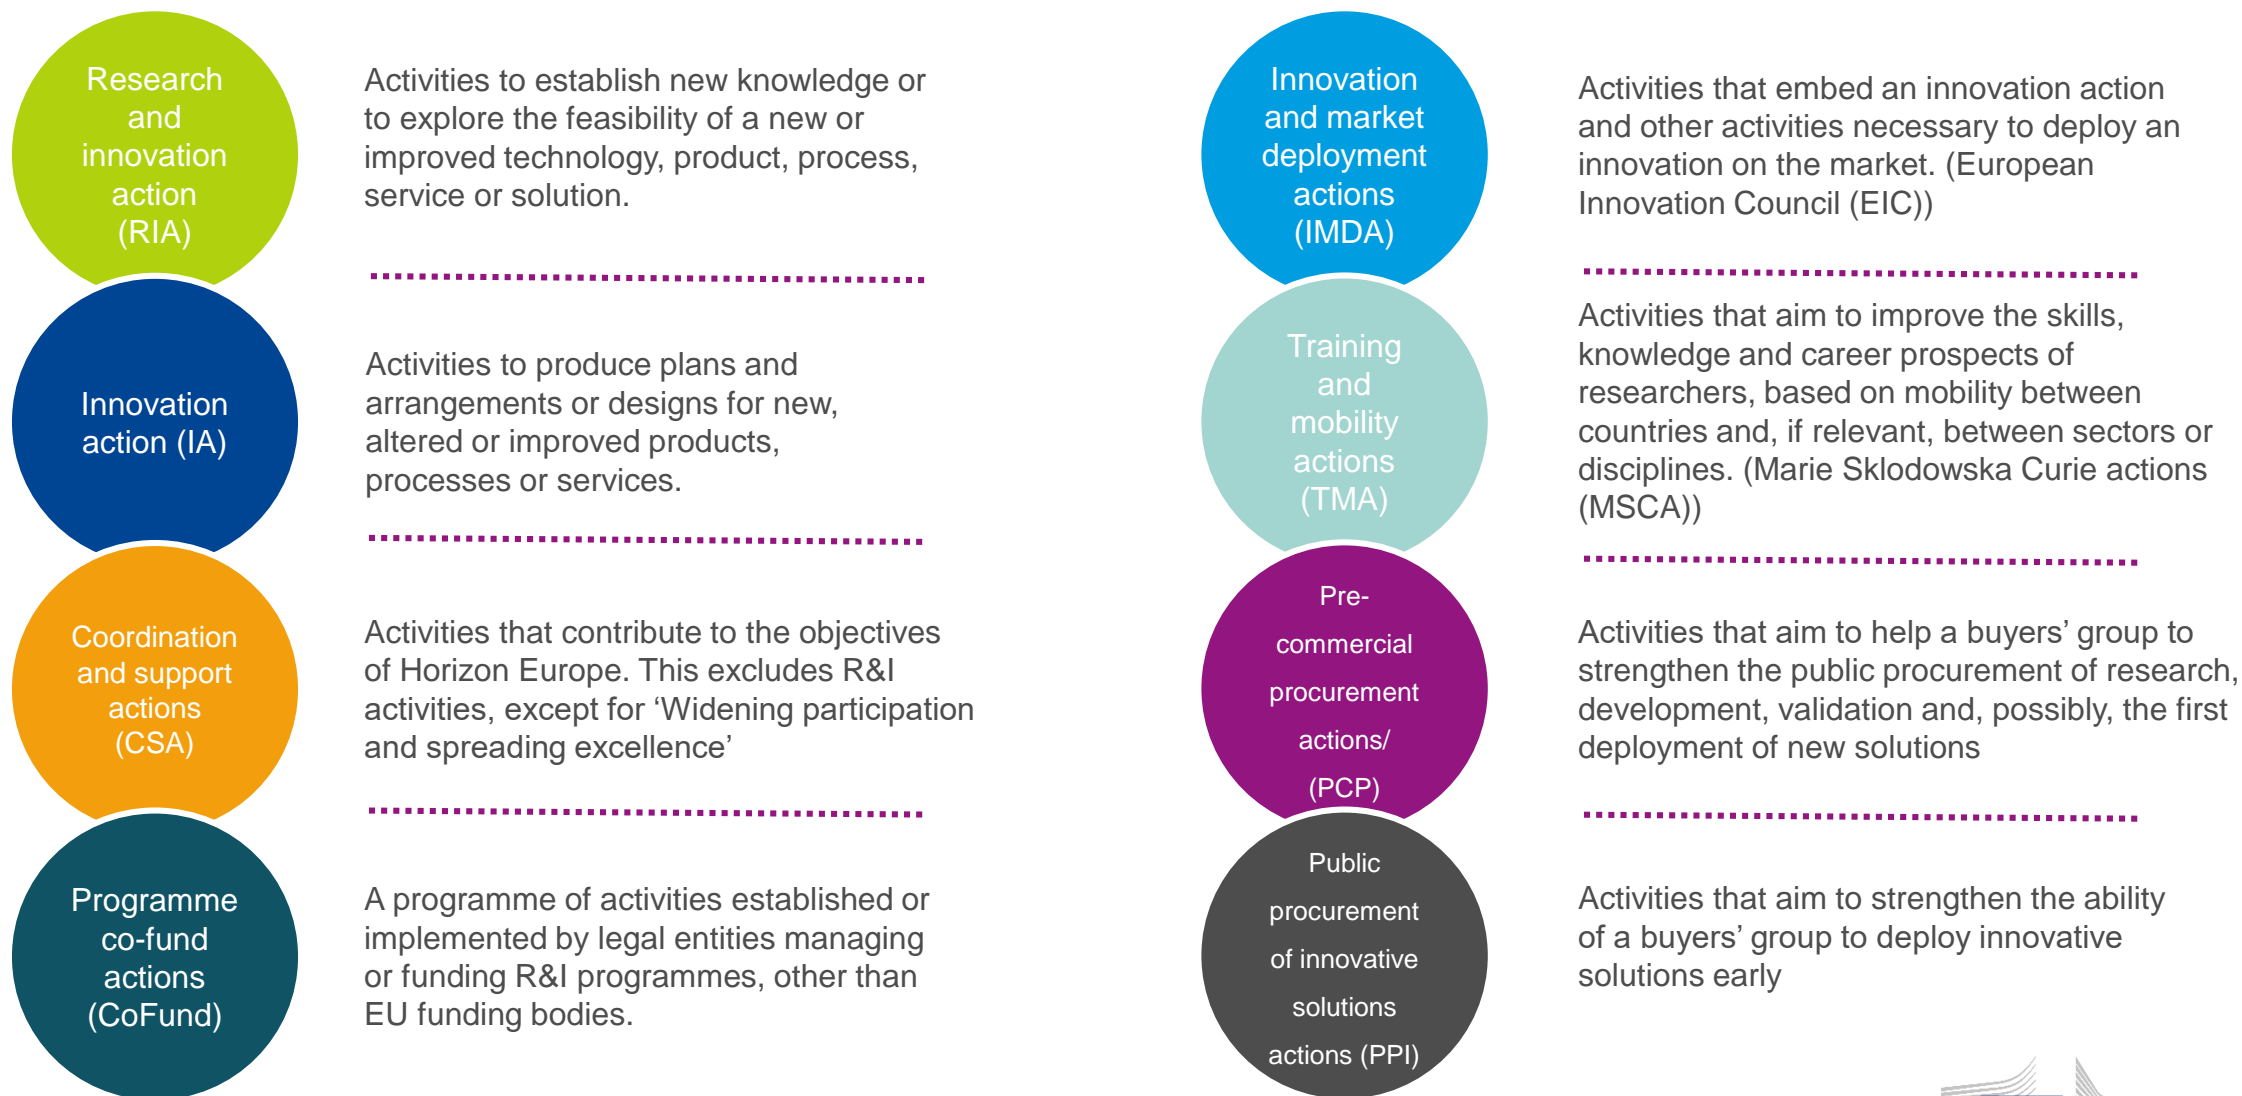 Research
and
innovation
action
(RIA)
Activities to establish new knowledge or
to explore the feasibility of a new or
improved technology, product, process,
service or solution.
Innovation
action (IA)
Activities to produce plans and
arrangements or designs for new,
altered or improved products,
processes or services.
Coordination
and support
actions
(CSA)
Activities that contribute to the objectives
of Horizon Europe. This excludes R&I
activities, except for ‘Widening participation
and spreading excellence’
Programme
co-fund
actions
(CoFund)
A programme of activities established or
implemented by legal entities managing
or funding R&I programmes, other than
EU funding bodies.
Innovation
and market
deployment
actions
(IMDA)
Activities that embed an innovation action
and other activities necessary to deploy an
innovation on the market. (European
Innovation Council (EIC))
Training
and
mobility
actions
(TMA)
Activities that aim to improve the skills,
knowledge and career prospects of
researchers, based on mobility between
countries and, if relevant, between sectors or
disciplines. (Marie Sklodowska Curie actions
(MSCA))
Pre-
commercial
procurement
actions/
(PCP)
Activities that aim to help a buyers’ group to
strengthen the public procurement of research,
development, validation and, possibly, the first
deployment of new solutions
Public
procurement
of innovative
solutions
actions (PPI)
Activities that aim to strengthen the ability
of a buyers’ group to deploy innovative
solutions early